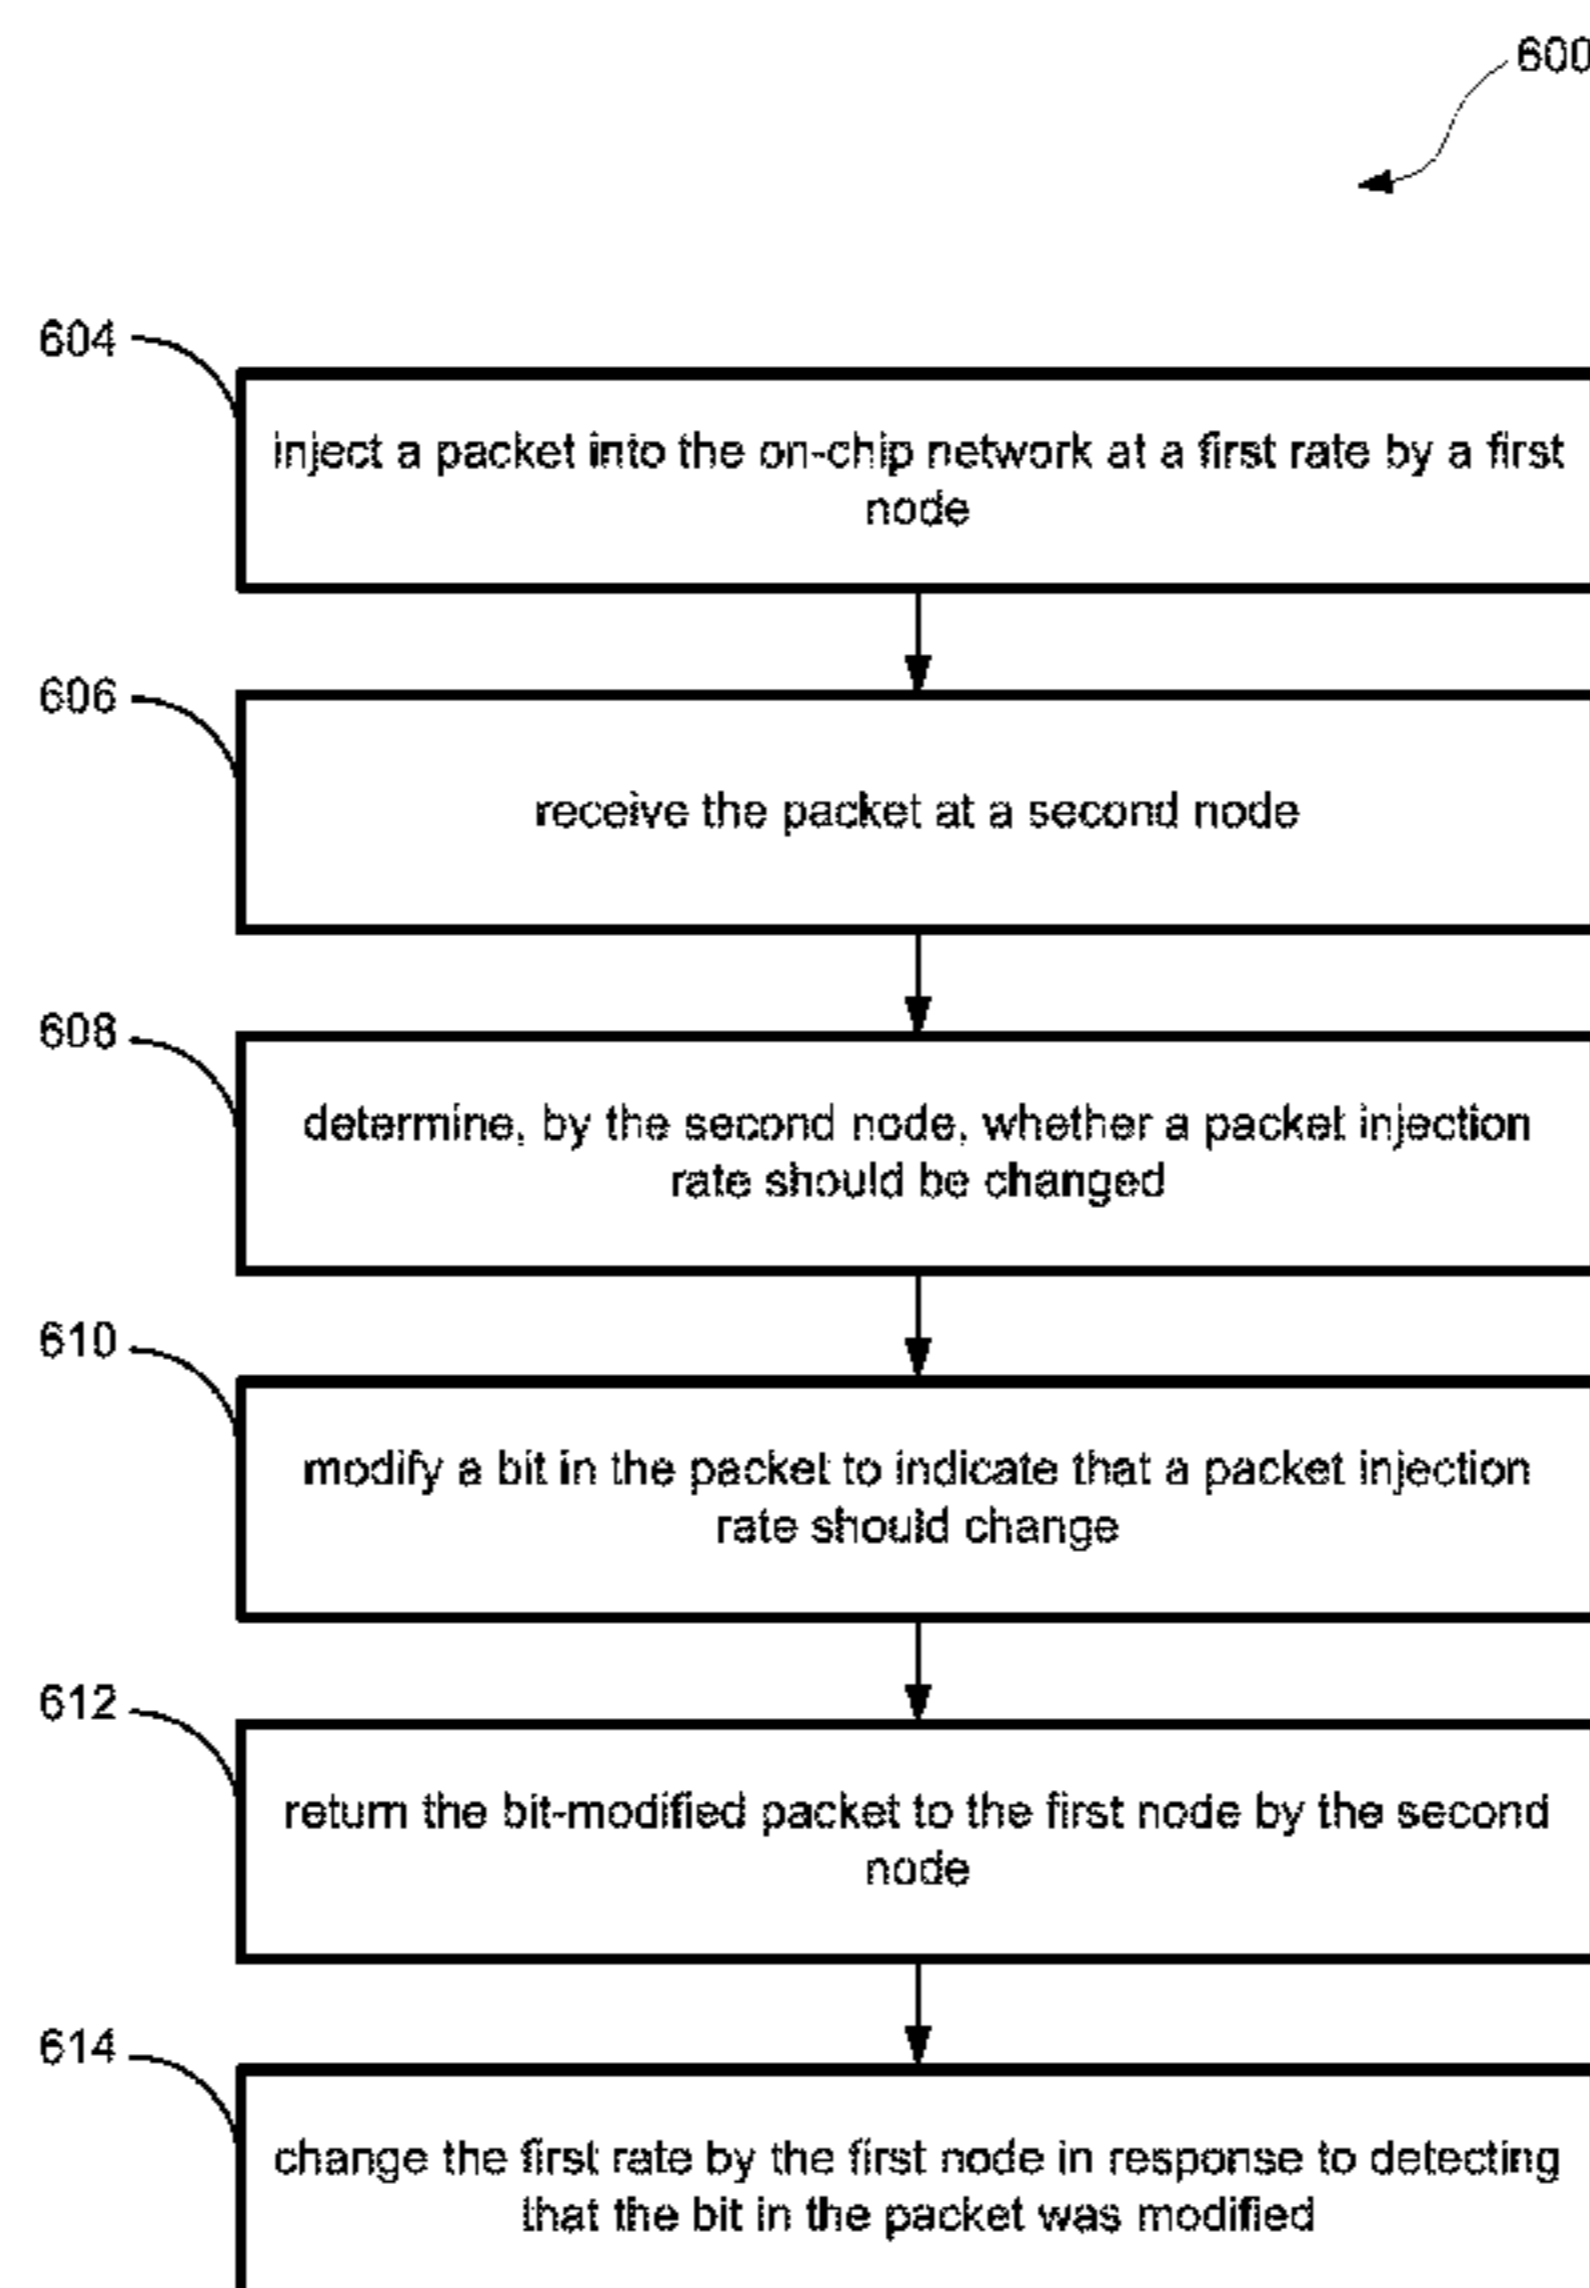 600
604
inject a packet into the on-chip network at a first rate by a first
node
606
receive the packet at a second node
608
determine, by the second node, whether a packet injection
rate should be changed
610
modify a bit in the packet to indicate that a packet injection
rate should change
612
return the bit-modified packet to the first node by the second
node
614
change the first rate by the first node in response to detecting
that the bit in the packet was modified